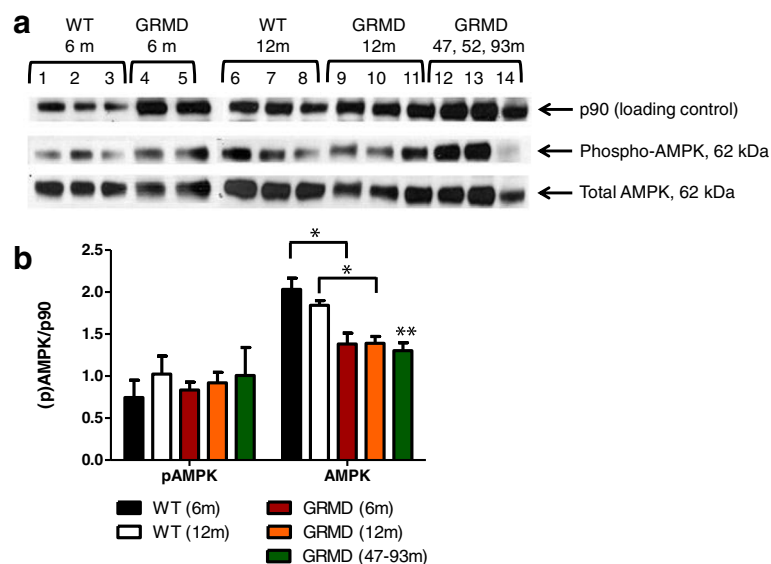 a
WT
6 m
GRMD
6 m
WT
12m
GRMD
12m
GRMD
47, 52, 93m
1 2 3 4 5 6 7 8 9 10 11 12 13 14
p90 (loading control)
Phospho-AMPK, 62 kDa
Total AMPK, 62 kDa
b
(p)AMPK/p90
2.5
2.0
1.5
1.0
0.5
0.0
*
*
**
pAMPK AMPK
WT (6m)
WT (12m)
GRMD (6m)
GRMD (12m)
GRMD (47-93m)